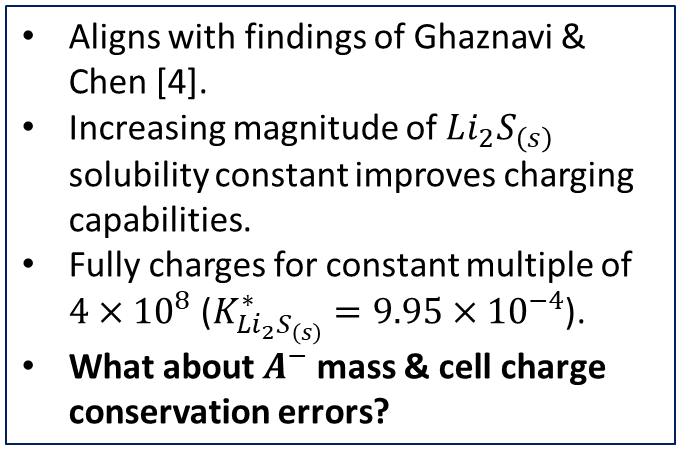 • Aligns with findings of Ghaznavi &
Chen [4].
• Increasing magnitude of $Li_2S_{(s)}$
solubility constant improves charging
capabilities.
• Fully charges for constant multiple of
$4 \times 10^8$ ($K^*_{Li_2S_{(s)}} = 9.95 \times 10^{-4}$).
• What about $A^-$ mass & cell charge
conservation errors?